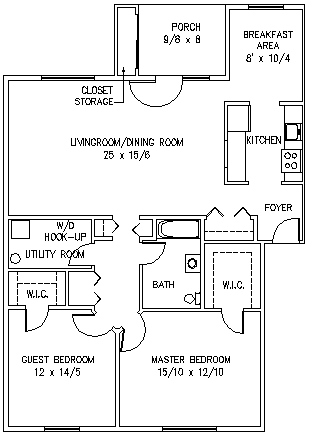 PORCH
9/6 x 8
BREAKFAST
AREA
8' x 10/4
CLOSET
STORAGE
LIVINGROOM/DINING ROOM
25 x 15/6
KITCHEN
FOYER
W/D
HOOK-UP
UTILITY ROOM
BATH
W.I.C.
W.I.C.
GUEST BEDROOM
12 x 14/5
MASTER BEDROOM
15/10 x 12/10